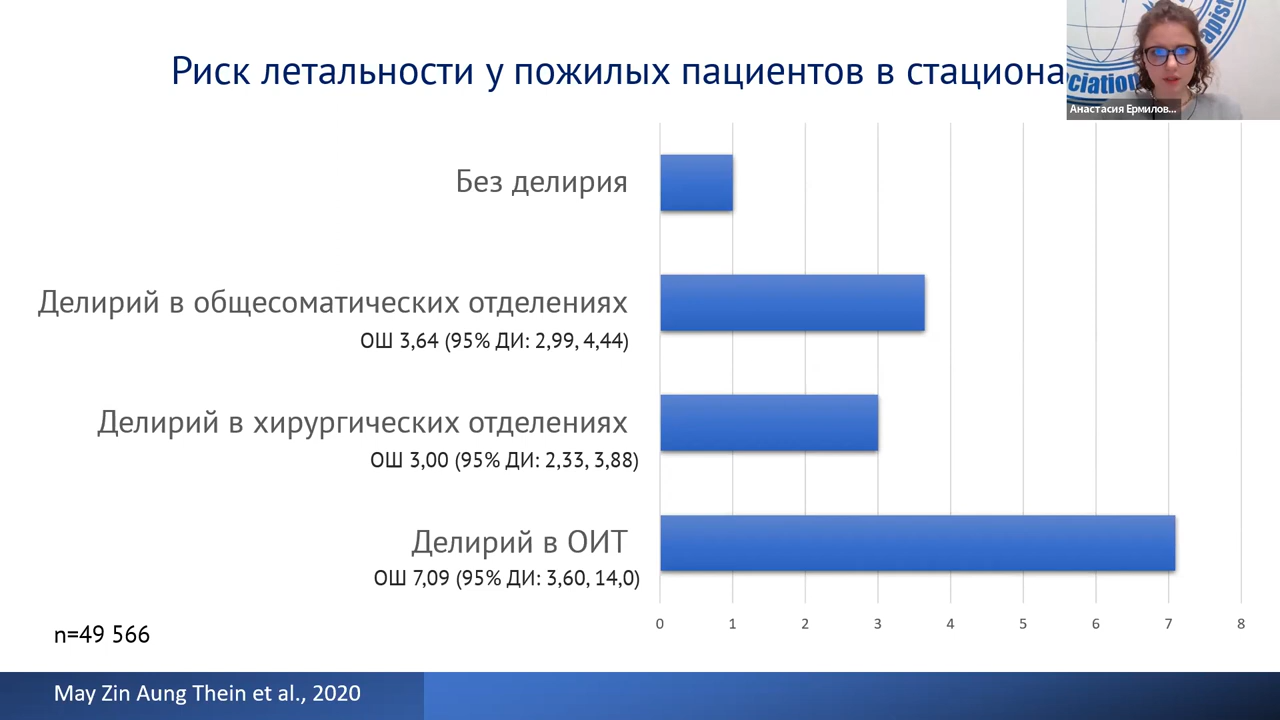 Риск летальности у пожилых пациентов в стациона
ciation
apist
Анастасия Ермилов...
Без делирия
Делирий в общесоматических отделениях
ОШ 3,64 (95% ДИ: 2,99, 4,44)
Делирий в хирургических отделениях
ОШ 3,00 (95% ДИ: 2,33, 3,88)
Делирий в ОИТ
ОШ 7,09 (95% ДИ: 3,60, 14,0)
0 1 2 3 4 5 6 7 8
n=49 566
May Zin Aung Thein et al., 2020